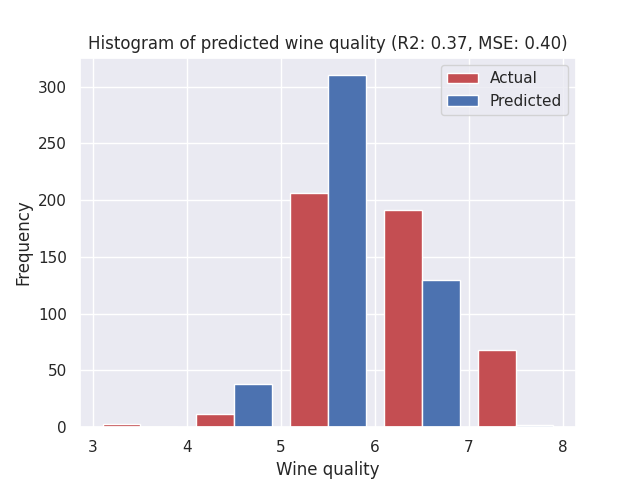 Histogram of predicted wine quality (R2: 0.37, MSE: 0.40)
Actual
Predicted
300
250
200
150
100
50
0
Frequency
3 4 5 6 7 8
Wine quality